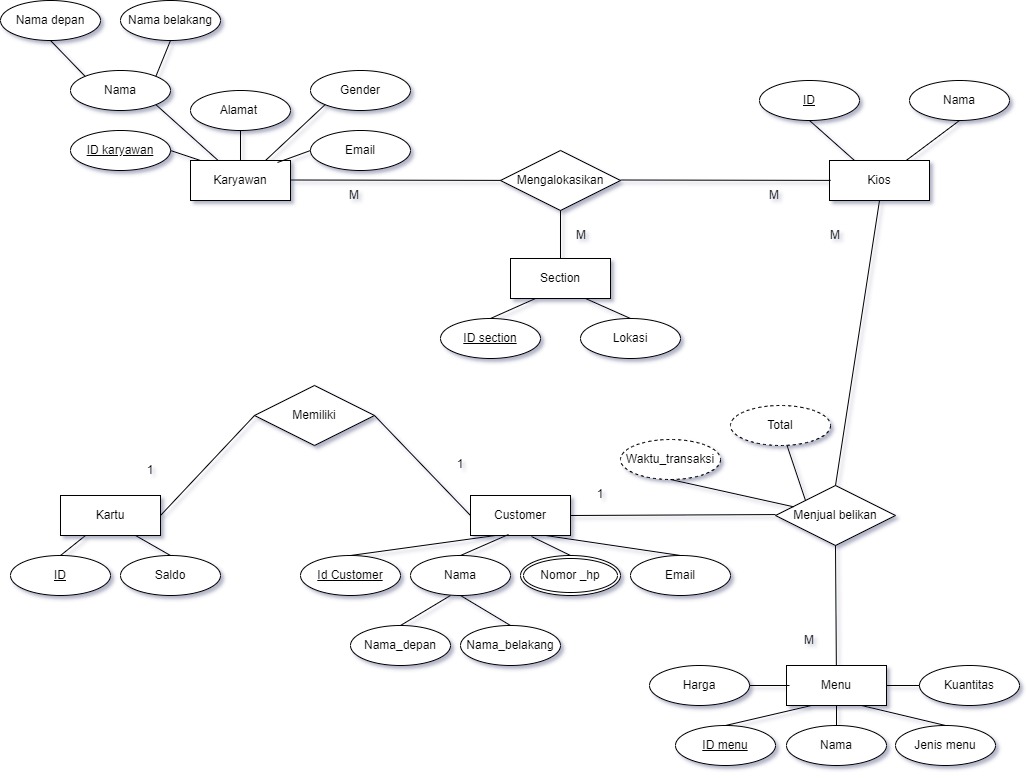 Nama depan
Nama belakang
Nama
Gender
Alamat
ID karyawan
Email
Karyawan
M
Mengalokasikan
M
M
Section
ID section
Lokasi
ID
Nama
Kios
M
Memiliki
1
1
Kartu
ID
Saldo
Customer
1
Id Customer
Nama
Nomor _hp
Email
Nama_depan
Nama_belakang
Total
Waktu_transaksi
Menjual belikan
M
Harga
Menu
Kuantitas
ID menu
Nama
Jenis menu